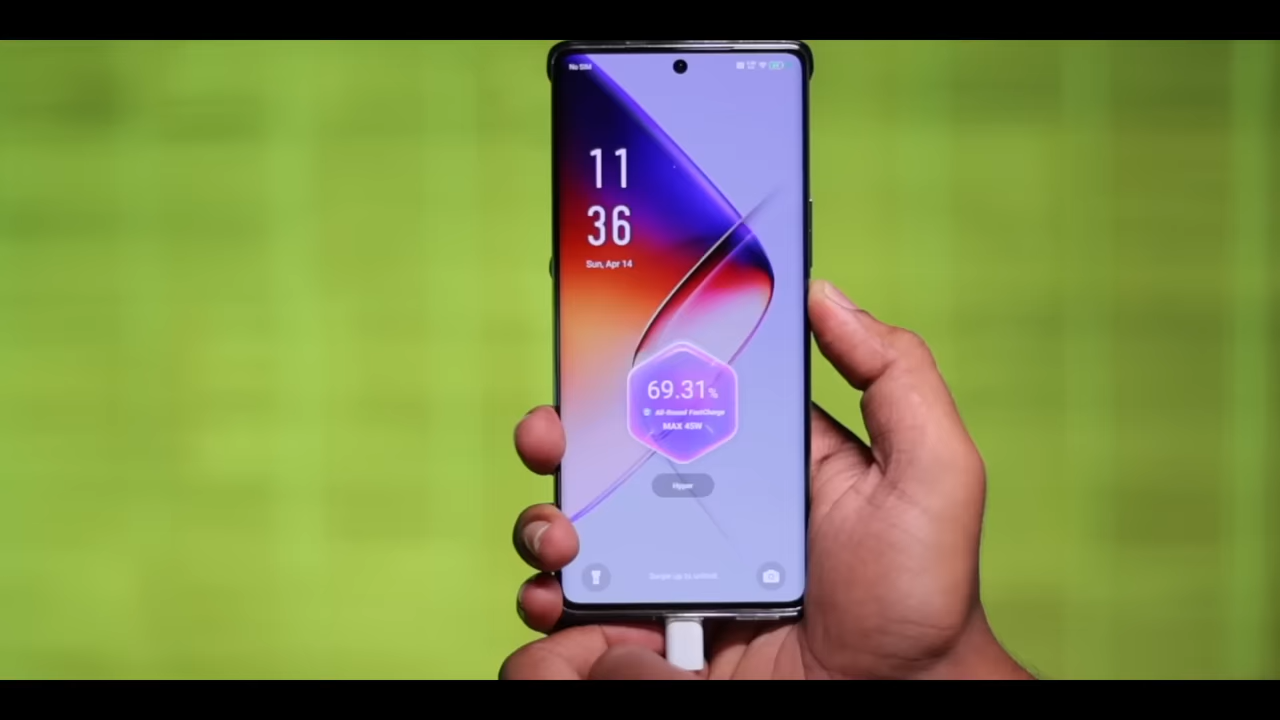 No SIM
11
36
Sun, Apr 14
69.31%
All-Round FastCharge
MAX 45W
Hyper
Swipe up to unlock